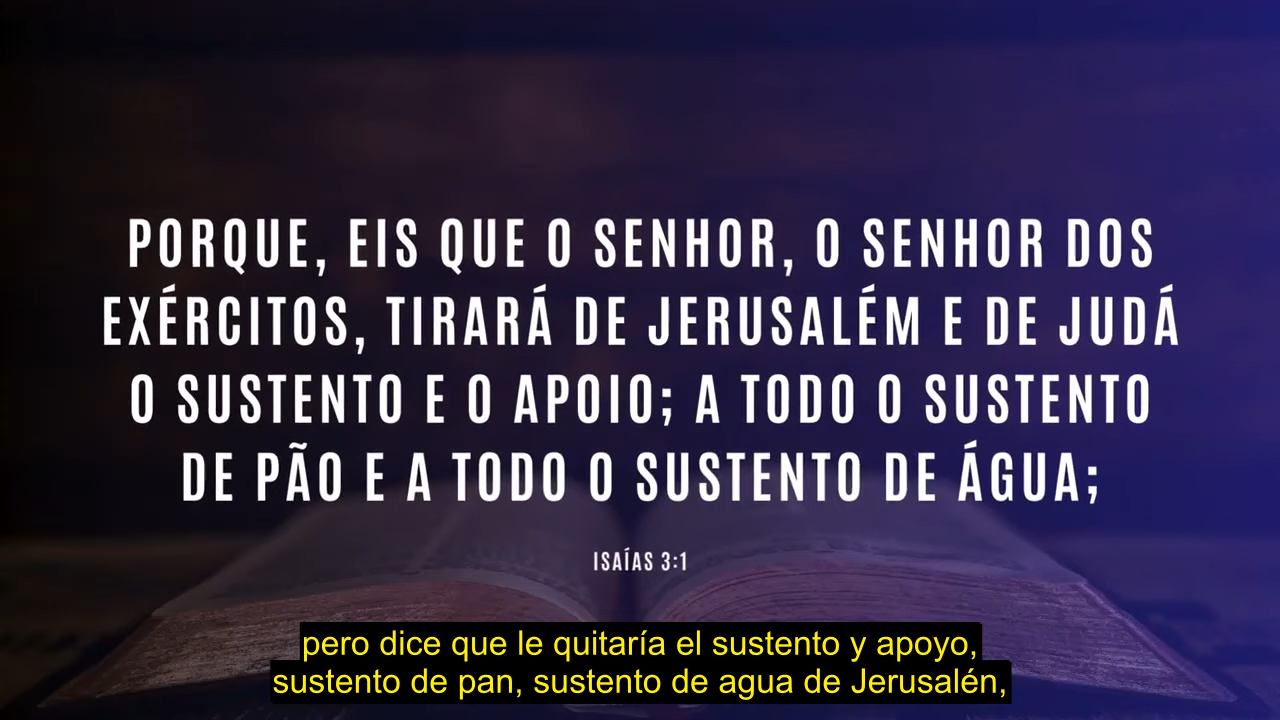 PORQUE, EIS QUE O SENHOR, O SENHOR DOS
EXÉRCITOS, TIRARÁ DE JERUSALÉM E DE JUDÁ
O SUSTENTO E O APOIO; A TODO O SUSTENTO
DE PÃO E A TODO O SUSTENTO DE ÁGUA;
ISAÍAS 3:1
pero dice que le quitaría el sustento y apoyo,
sustento de pan, sustento de agua de Jerusalén,